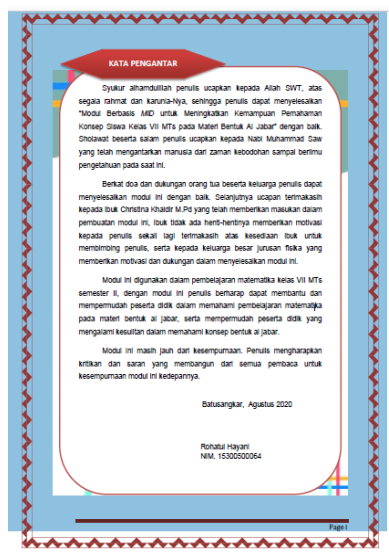 KATA PENGANTAR
Syukur alhamdulillah penulis ucapkan kepada Allah SWT, atas
segala rahmat dan karunia-Nya, sehingga penulis dapat menyelesaikan
"Modul Berbasis MID untuk Meningkatkan Kemampuan Pemahaman
Konsep Siswa Kelas VII MTs pada Materi Bentuk Al Jabar" dengan baik.
Sholawat beserta salam penulis ucapkan kepada Nabi Muhammad Saw
yang telah mengantarkan manusia dari zaman kebodohan sampai berilmu
pengetahuan pada saat ini.
Berkat doa dan dukungan orang tua beserta keluarga penulis dapat
menyelesaikan modul ini dengan baik. Selanjutnya ucapan terimakasih
kepada Ibuk Christina Khaidir M.Pd yang telah memberikan masukan dalam
pembuatan modul ini, Ibuk tidak ada henti-hentinya memberikan motivasi
kepada penulis sekali lagi terimakasih atas kesediaan Ibuk untuk
membimbing penulis, serta kepada keluarga besar jurusan fisika yang
memberikan motivasi dan dukungan dalam menyelesaikan modul ini.
Modul ini digunakan dalam pembelajaran matematika kelas VII MTs
semester II, dengan modul ini penulis berharap dapat membantu dan
mempermudah peserta didik dalam memahami pembelajaran matematika
pada materi bentuk al jabar, serta mempermudah peserta didik yang
mengalami kesulitan dalam memahami konsep bentuk al jabar.
Modul ini masih jauh dari kesempurnaan. Penulis mengharapkan
kritikan dan saran yang membangun dari semua pembaca untuk
kesempurnaan modul ini kedepannya.
Batusangkar, Agustus 2020
Rohatul Hayani
NIM. 15300500064
Page i